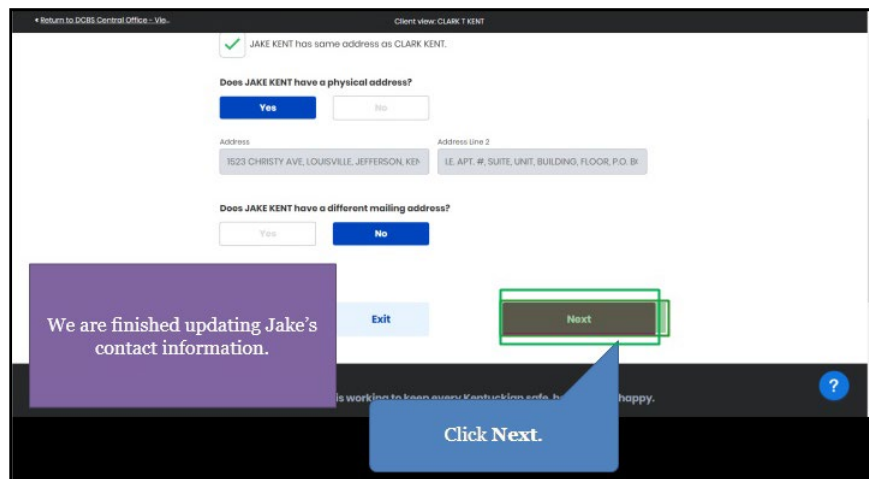 ◂ Return to DCBS Central Office - Vie..
Client view: CLARK T KENT
JAKE KENT has same address as CLARK KENT.
Does JAKE KENT have a physical address?
Yes
No
Address
Address Line 2
1523 CHRISTY AVE, LOUISVILLE, JEFFERSON, KEN
I.E. APT. #, SUITE, UNIT, BUILDING, FLOOR, P.O. B
Does JAKE KENT have a different mailing address?
Yes
No
We are finished updating Jake's
contact information.
Exit
Next
is working to keep every Kentuckian safe, happy.
?
Click Next.